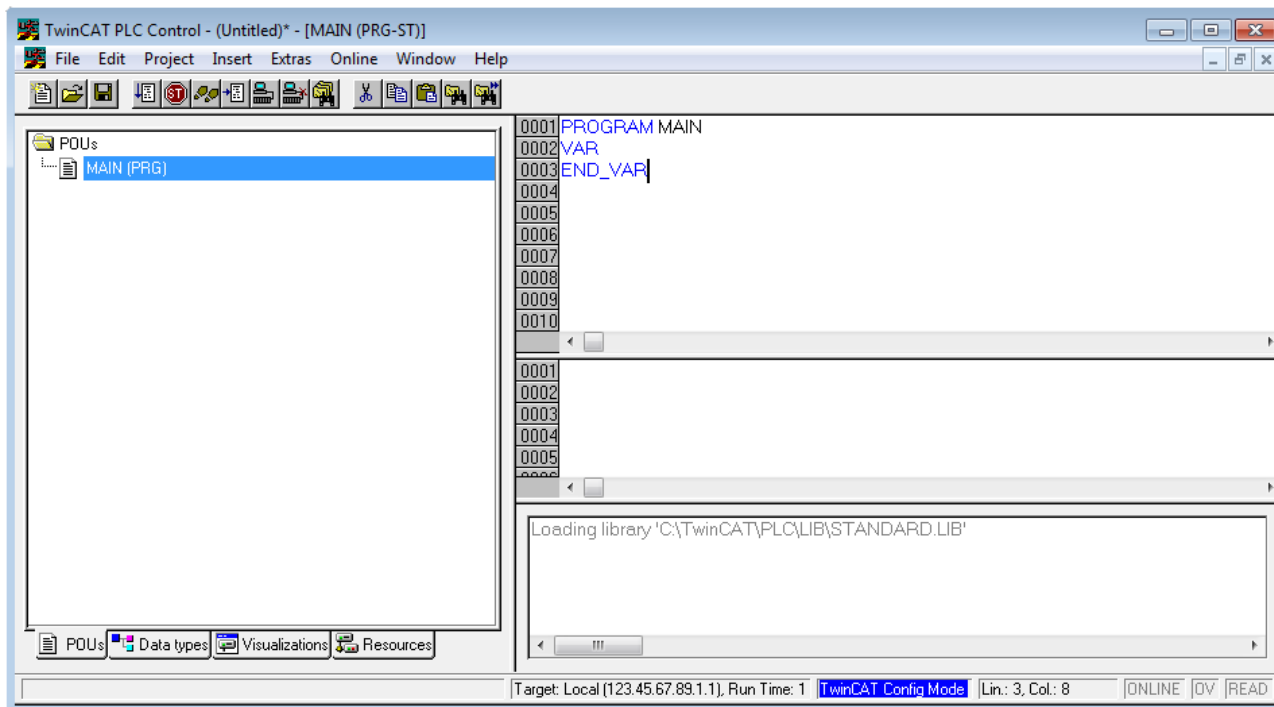 TwinCAT PLC Control - (Untitled)* - [MAIN (PRG-ST)]
File Edit Project Insert Extras Online Window Help
POUs
MAIN (PRG)
0001 PROGRAM MAIN
0002 VAR
0003 END_VAR
0004
0005
0006
0007
0008
0009
0010
0001
0002
0003
0004
0005
Loading library 'C:\TwinCAT\PLC\LIB\STANDARD.LIB'
POUs Data types Visualizations Resources
Target: Local (123.45.67.89.1.1), Run Time: 1 TwinCAT Config Mode Lin.: 3, Col.: 8 ONLINE OV READ